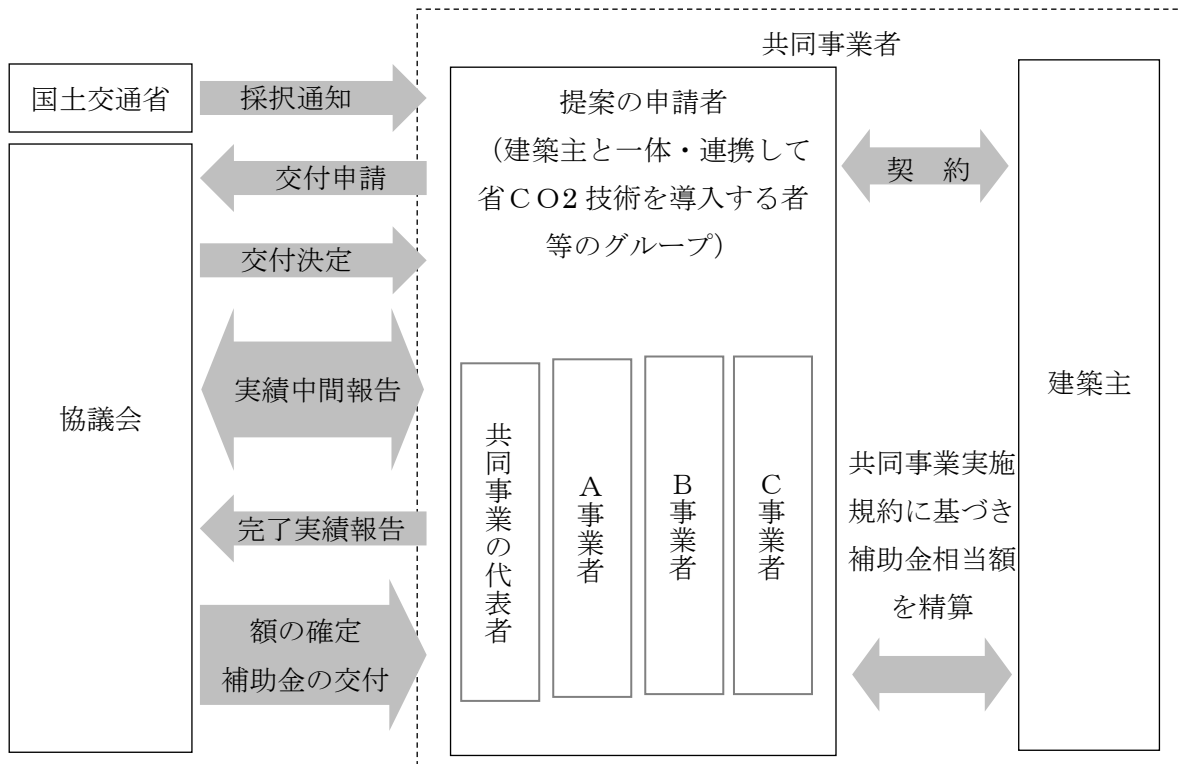 共同事業者
国土交通省
採択通知
提案の申請者
（建築主と一体・連携して
省ＣＯ2 技術を導入する者
等のグループ）
交付申請
契　約
交付決定
実績中間報告
協議会
建築主
共同事業の代表者
Ａ事業者
Ｂ事業者
Ｃ事業者
共同事業実施
規約に基づき
補助金相当額
を精算
完了実績報告
額の確定
補助金の交付